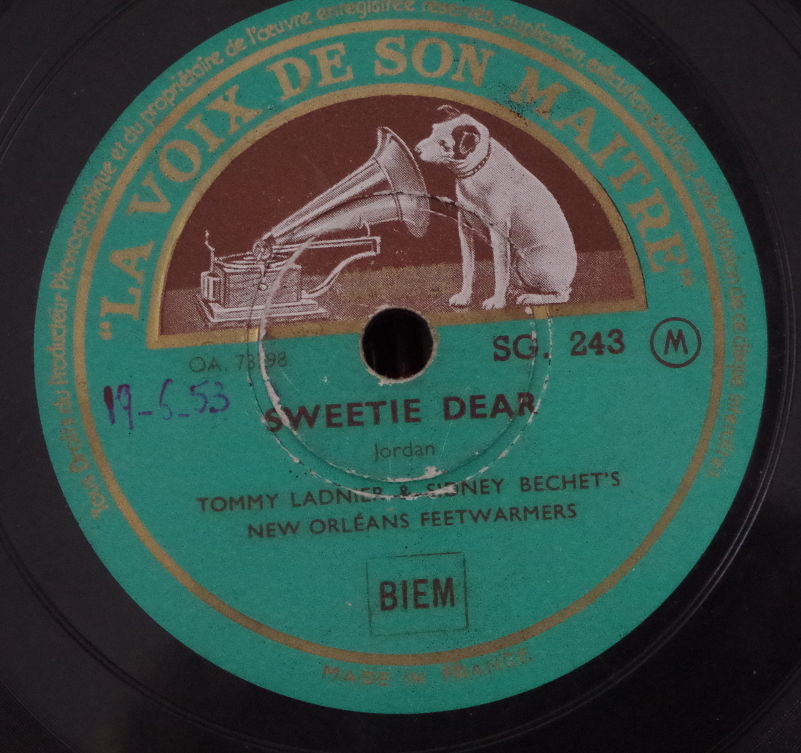 Tous Droits du Producteur Phonographique et du propriétaire de l'œuvre enregistrée réservés, duplication, exécution publique, radiodiffusion de ce disque interdites
"LA VOIX DE SON MAITRE"
SG. 243 M
OA.
19-6-53
SWEETIE DEAR
Jordan
TOMMY LADNIER & SIDNEY BECHET'S
NEW ORLÉANS FEETWARMERS
BIEM
MADE IN FRANCE